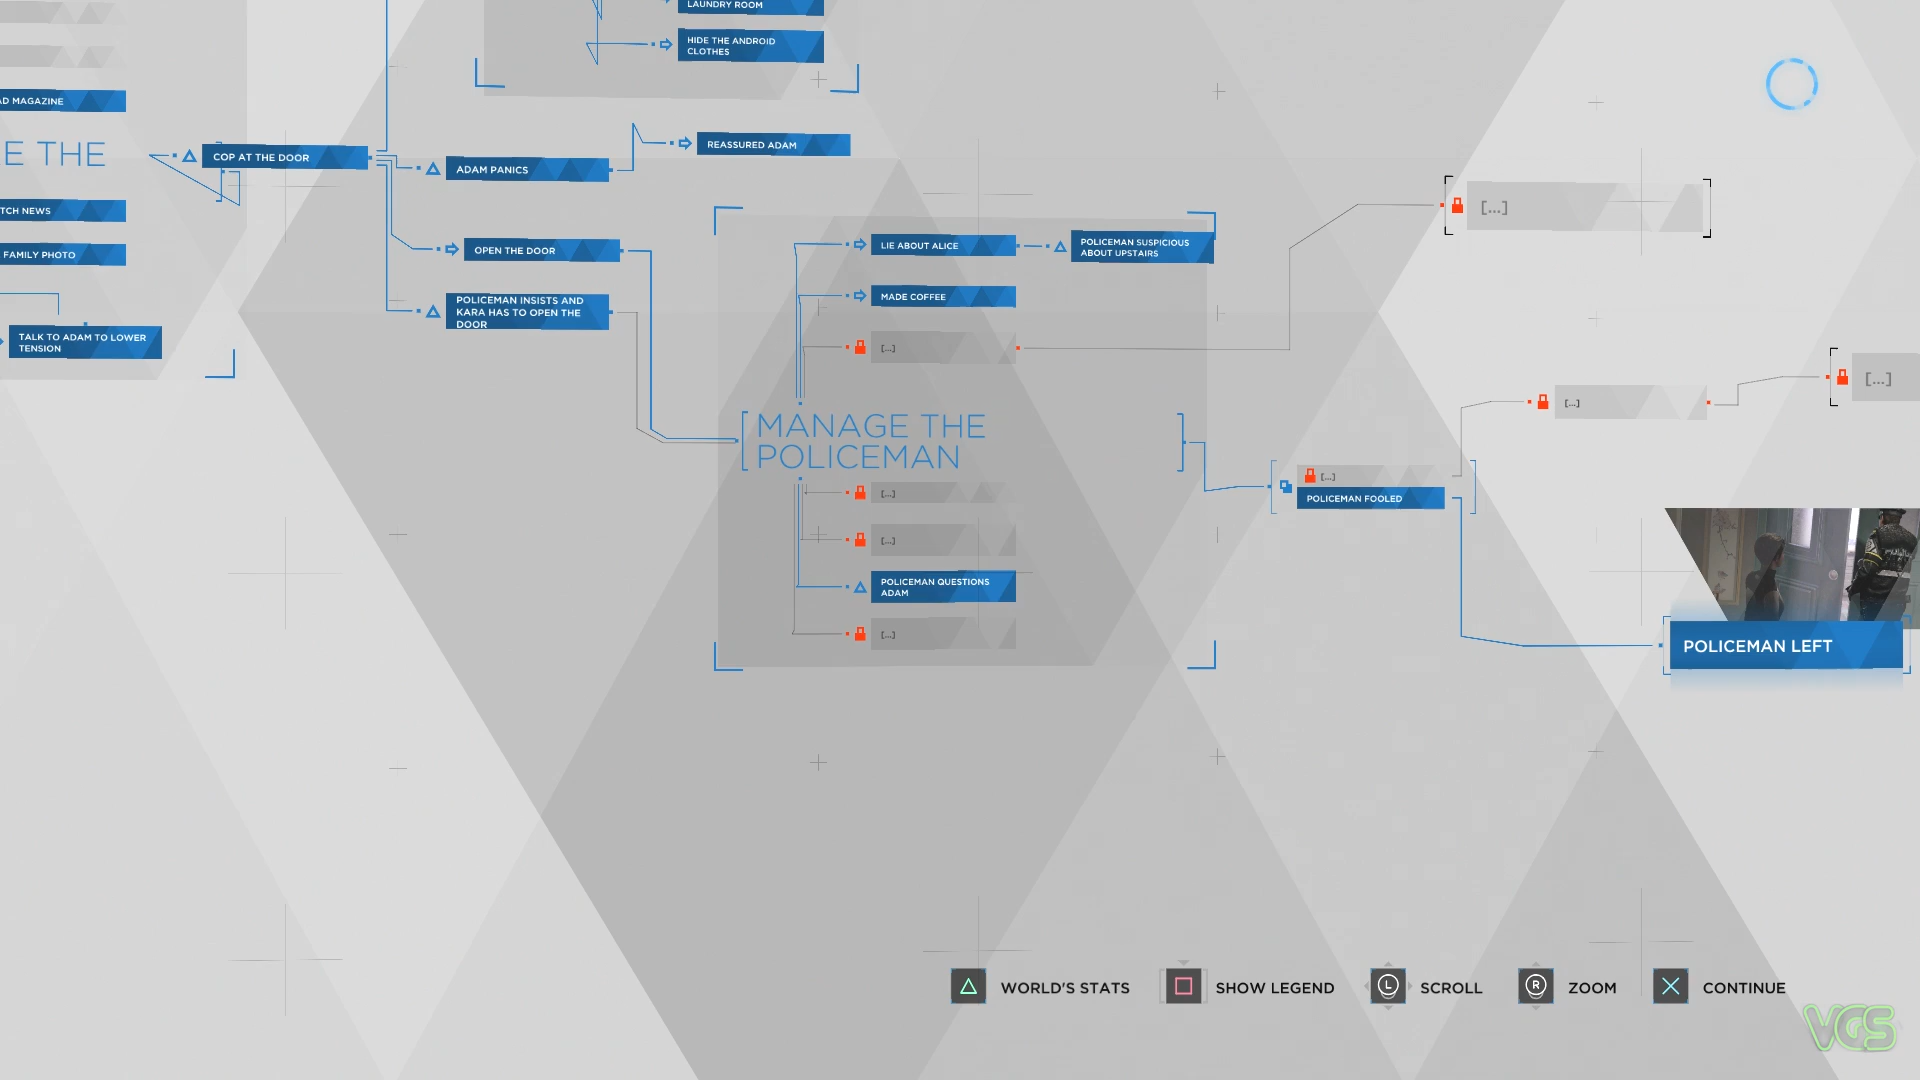 LAUNDRY ROOM
HIDE THE ANDROID
CLOTHES
AD MAGAZINE
E THE
COP AT THE DOOR
REASSURED ADAM
ADAM PANICS
TCH NEWS
FAMILY PHOTO
OPEN THE DOOR
LIE ABOUT ALICE
POLICEMAN SUSPICIOUS
ABOUT UPSTAIRS
[...]
MADE COFFEE
POLICEMAN INSISTS AND
KARA HAS TO OPEN THE
DOOR
TALK TO ADAM TO LOWER
TENSION
[...]
[...]
[...]
MANAGE THE
POLICEMAN
[...]
POLICEMAN FOOLED
[...]
[...]
POLICEMAN QUESTIONS
ADAM
[...]
POLICEMAN LEFT
WORLD'S STATS
SHOW LEGEND
L
SCROLL
R
ZOOM
CONTINUE
VGS